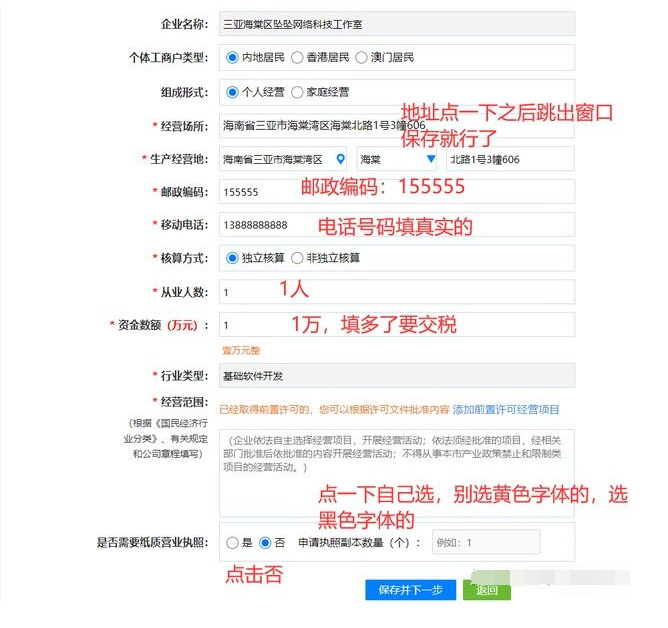 企业名称： 三亚海棠区坠坠网络科技工作室
个体工商户类型： 内地居民 香港居民 澳门居民
组成形式： 个人经营 家庭经营
地址点一下之后跳出窗口
保存就行了
* 经营场所： 海南省三亚市海棠湾区海棠北路1号3幢606
* 生产经营地： 海南省三亚市海棠湾区 海棠 北路1号3幢606
* 邮政编码： 155555 邮政编码：155555
* 移动电话： 13888888888 电话号码填真实的
* 核算方式： 独立核算 非独立核算
* 从业人数： 1 1人
* 资金数额（万元）： 1 1万，填多了要交税
壹万元整
* 行业类型： 基础软件开发
* 经营范围： 已经取得前置许可的，您可以根据许可文件批准内容 添加前置许可经营项目
（根据《国民经济行
业分类》、有关规定
和公司章程填写）
（企业依法自主选择经营项目，开展经营活动；依法须经批准的项目，经相关
部门批准后依批准的内容开展经营活动；不得从事本市产业政策禁止和限制类
项目的经营活动。）
点一下自己选，别选黄色字体的，选
黑色字体的
是否需要纸质营业执照： 是 否 申请执照副本数量（个）： 例如：1
点击否
保存并下一步 返回